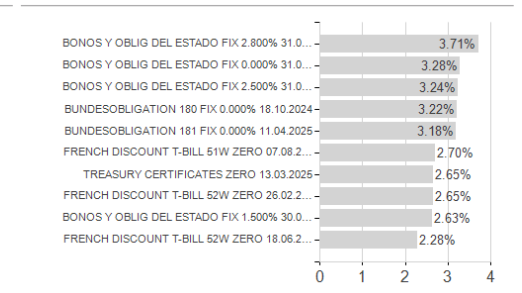 BONOS Y OBLIG DEL ESTADO FIX 2.800% 31.0... 3.71%
BONOS Y OBLIG DEL ESTADO FIX 0.000% 31.0... 3.28%
BONOS Y OBLIG DEL ESTADO FIX 2.500% 31.0... 3.24%
BUNDESOBLIGATION 180 FIX 0.000% 18.10.2024 3.22%
BUNDESOBLIGATION 181 FIX 0.000% 11.04.2025 3.18%
FRENCH DISCOUNT T-BILL 51W ZERO 07.08.2... 2.70%
TREASURY CERTIFICATES ZERO 13.03.2025 2.65%
FRENCH DISCOUNT T-BILL 52W ZERO 26.02.2... 2.65%
BONOS Y OBLIG DEL ESTADO FIX 1.500% 30.0... 2.63%
FRENCH DISCOUNT T-BILL 52W ZERO 18.06.2... 2.28%
0 1 2 3 4